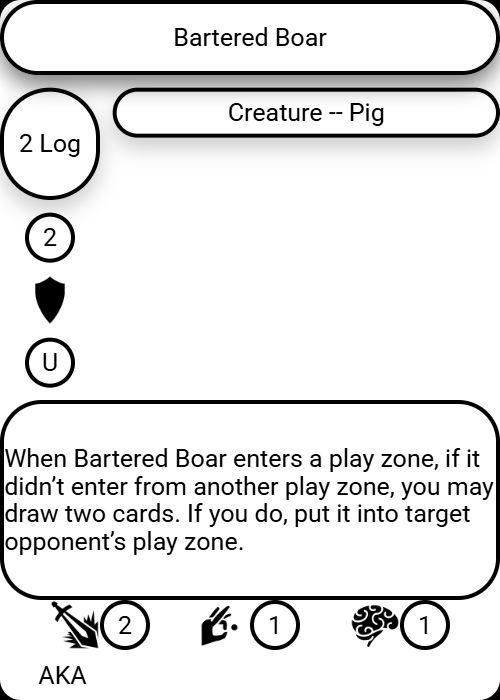 Bartered Boar
Creature -- Pig
2 Log
2
U
When Bartered Boar enters a play zone, if it
didn’t enter from another play zone, you may
draw two cards. If you do, put it into target
opponent’s play zone.
2
1
1
AKA